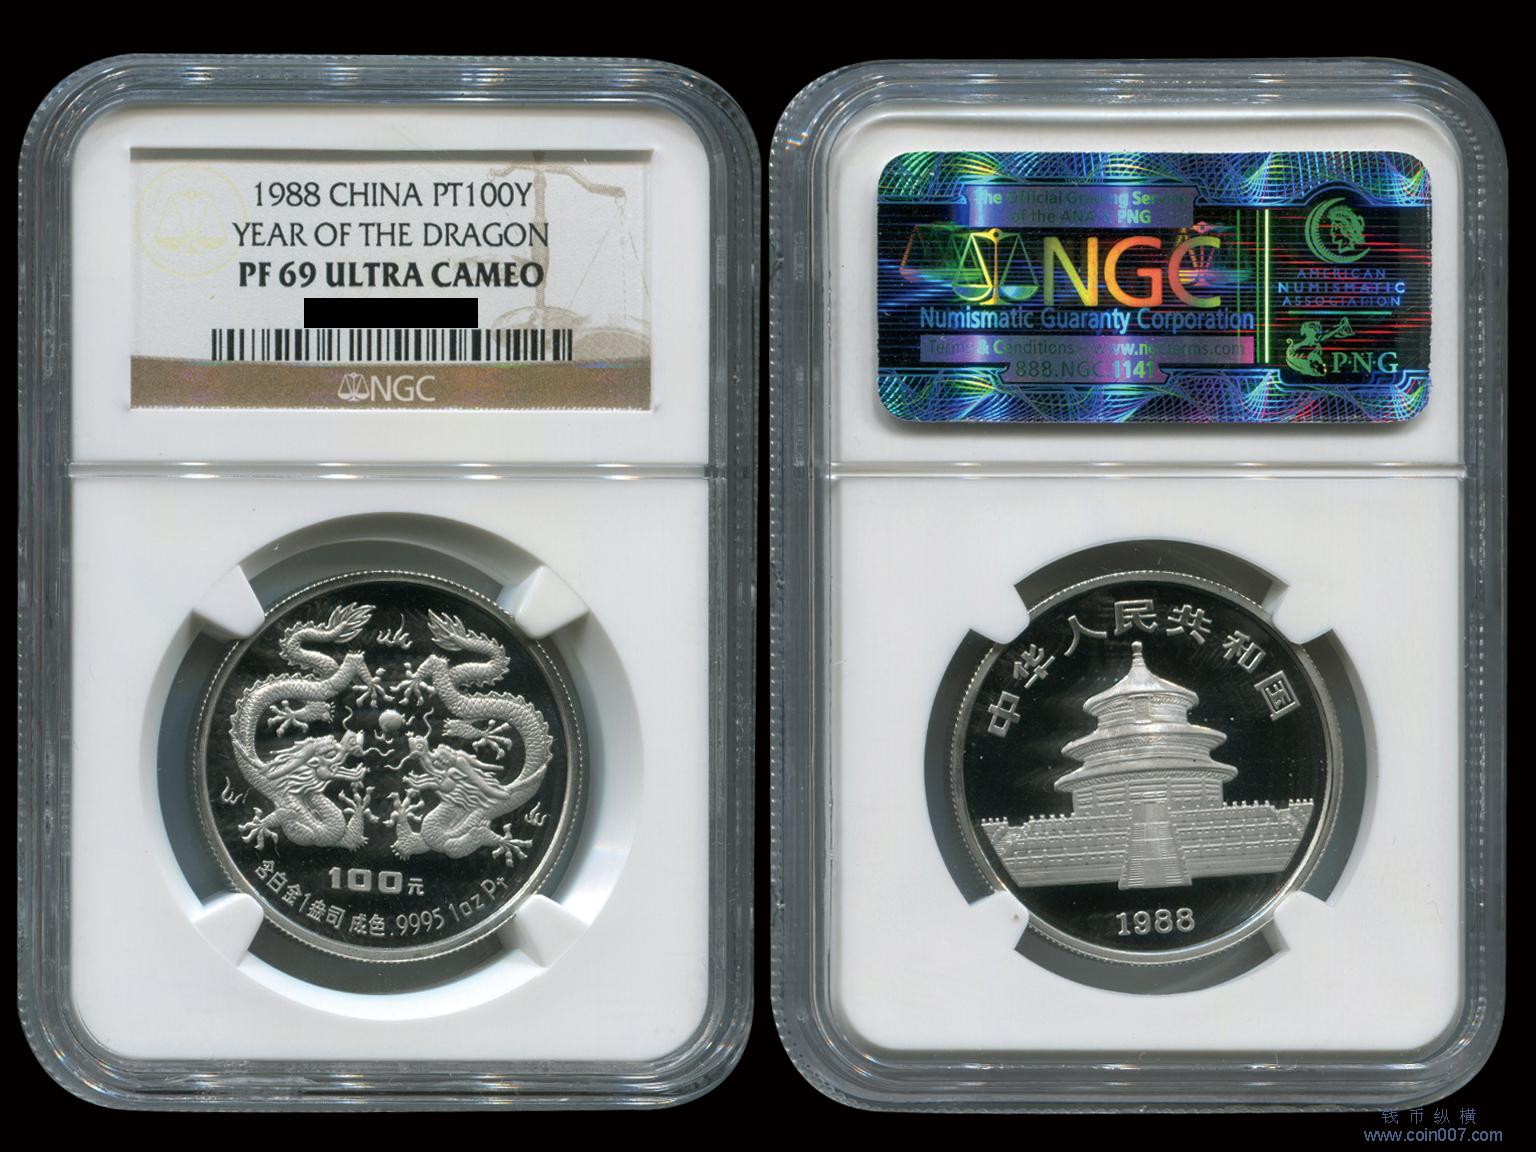 1988 CHINA PT100Y
YEAR OF THE DRAGON
PF 69 ULTRA CAMEO
NGC
100元
含白金1盎司 成色.9995 1oz Pt
The Official Grading Service
of the ANA & PNG
NGC
Numismatic Guaranty Corporation
Terms & Conditions - www.ngcterms.com
888.NGC.1141
AMERICAN
NUMISMATIC
ASSOCIATION
P·N·G
中华人民共和国
1988
钱币纵横
www.coin007.com